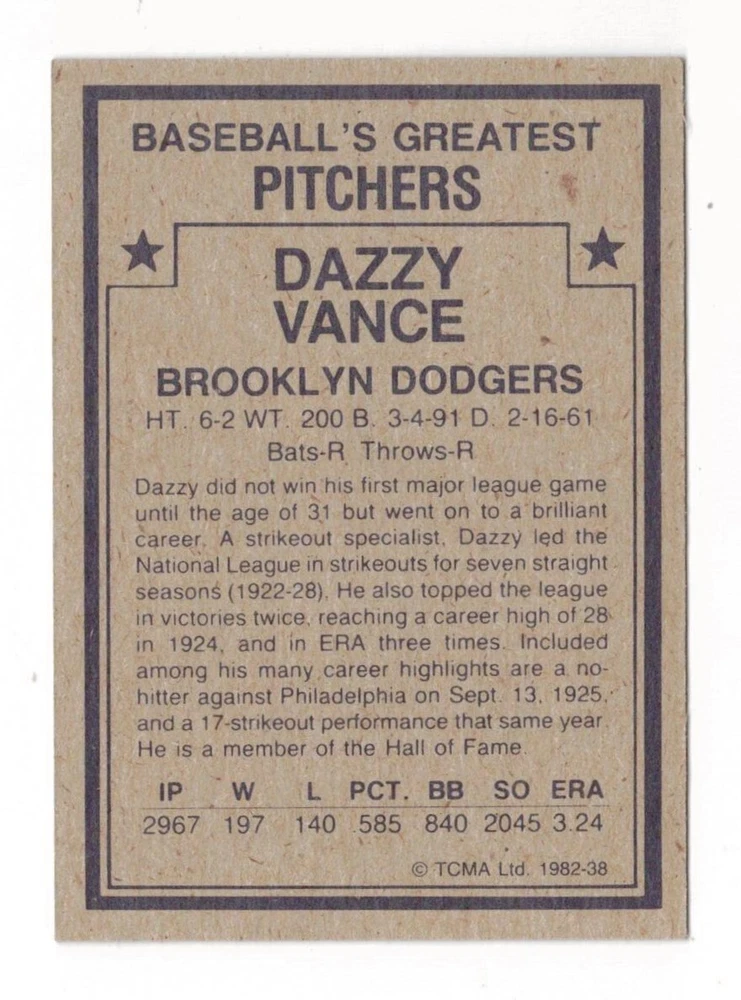 BASEBALL'S GREATEST
PITCHERS
DAZZY
VANCE
BROOKLYN DODGERS
HT. 6-2 WT. 200 B. 3-4-91 D. 2-16-61
Bats-R Throws-R
Dazzy did not win his first major league game
until the age of 31 but went on to a brilliant
career. A strikeout specialist, Dazzy led the
National League in strikeouts for seven straight
seasons (1922-28). He also topped the league
in victories twice, reaching a career high of 28
in 1924, and in ERA three times. Included
among his many career highlights are a no-
hitter against Philadelphia on Sept. 13, 1925,
and a 17-strikeout performance that same year.
He is a member of the Hall of Fame.
IP W L PCT. BB SO ERA
2967 197 140 .585 840 2045 3.24
© TCMA Ltd. 1982-38